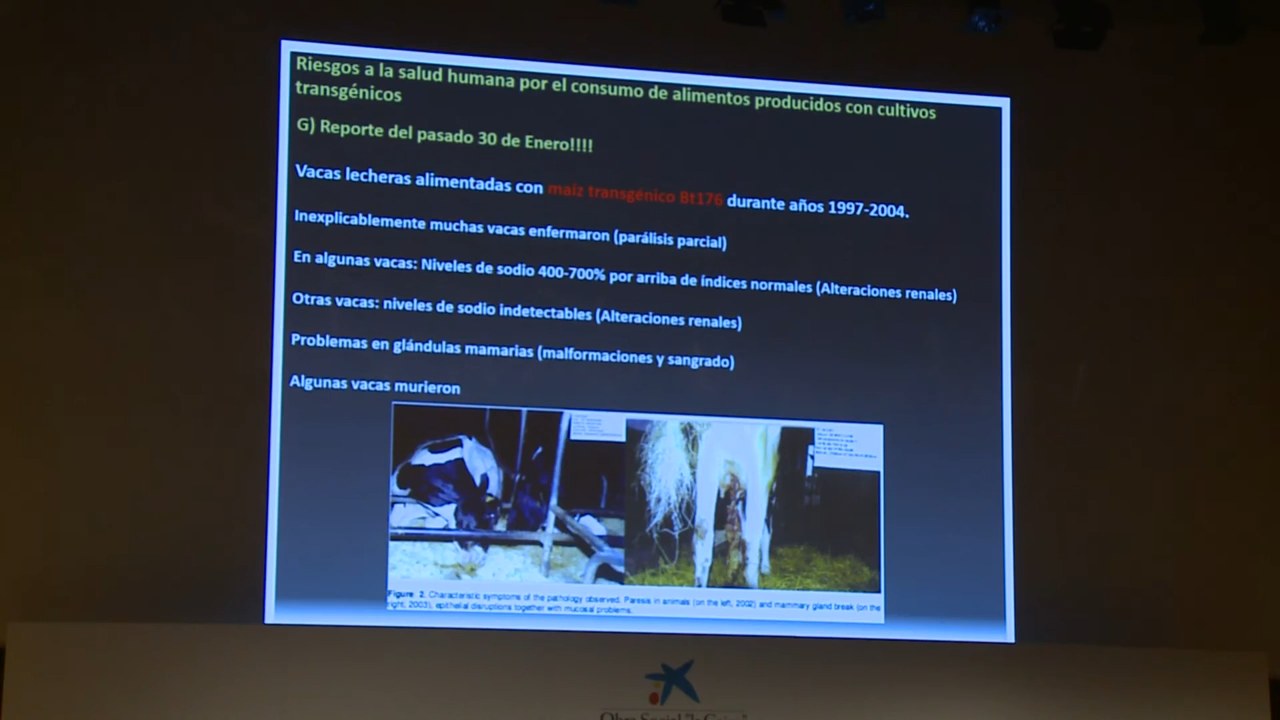 Riesgos a la salud humana por el consumo de alimentos producidos con cultivos
transgénicos
G) Reporte del pasado 30 de Enero!!!!
Vacas lecheras alimentadas con maíz transgénico Bt176 durante años 1997-2004.
Inexplicablemente muchas vacas enfermaron (parálisis parcial)
En algunas vacas: Niveles de sodio 400-700% por arriba de índices normales (Alteraciones renales)
Otras vacas: niveles de sodio indetectables (Alteraciones renales)
Problemas en glándulas mamarias (malformaciones y sangrado)
Algunas vacas murieron
Figure 2. Characteristic symptoms of the pathology observed. Paresis in animals (on the left, 2002) and mammary gland break (on the
right, 2003), epithelial disruptions together with mucosal problems.
Obra Social "la Caixa"